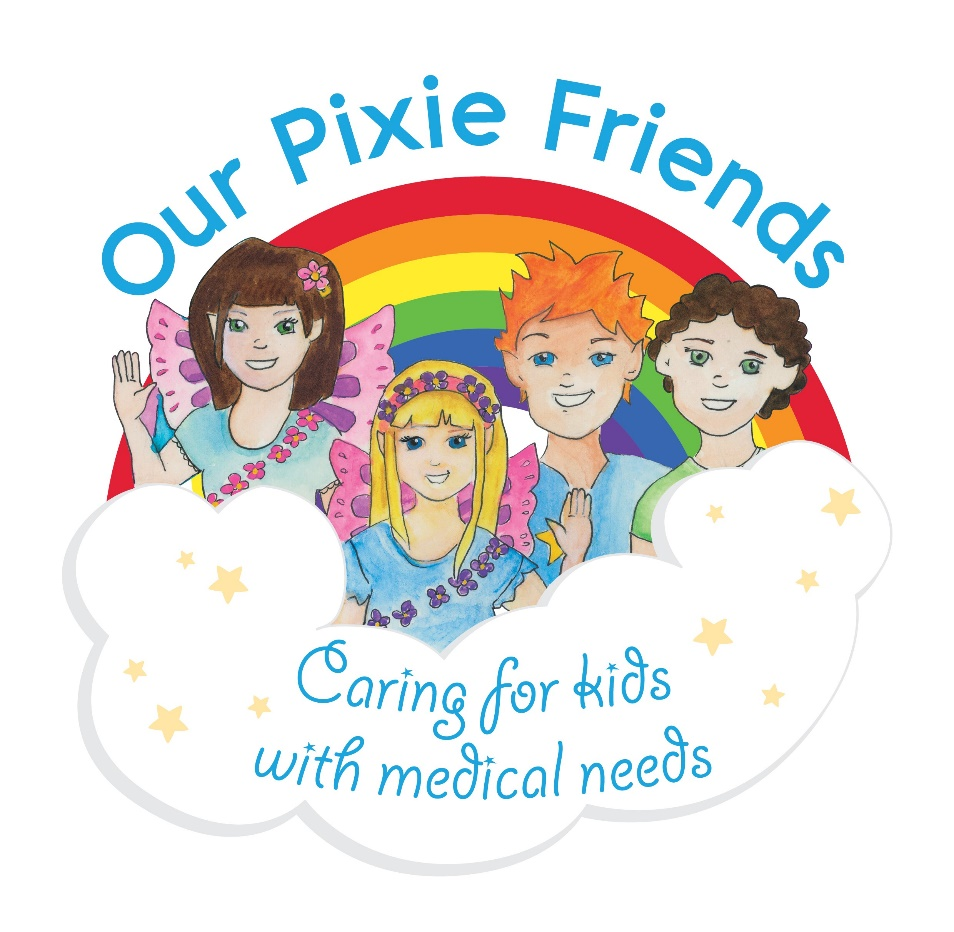 Our Pixie Friends
Caring for kids
with medical needs